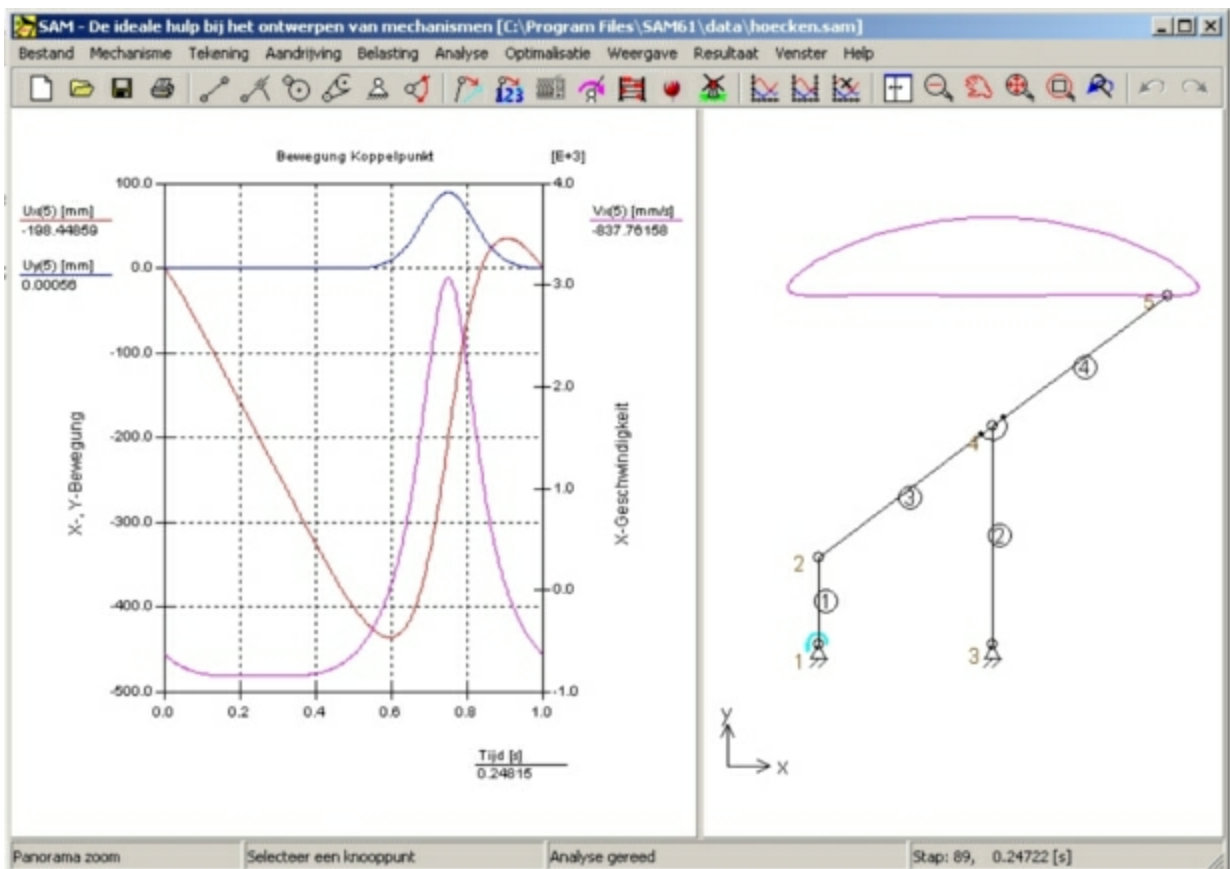 SAM - De ideale hulp bij het ontwerpen van mechanismen [C:\Program Files\SAM61\data\hoecken.sam]
Bestand Mechanisme Tekening Aandrijving Belasting Analyse Optimalisatie Weergave Resultaat Venster Help
123
Bewegung Koppelpunkt
[E+3]
Ux(5) [mm]
-198.44859
Uy(5) [mm]
0.00056
Vx(5) [mm/s]
-837.76158
100.0
0.0
-100.0
-200.0
-300.0
-400.0
-500.0
X-, Y-Bewegung
4.0
3.0
2.0
1.0
0.0
-1.0
X-Geschwindigkeit
0.0 0.2 0.4 0.6 0.8 1.0
Tijd [s]
0.24815
5
4
4
3
2
2
1
1
3
y
x
Panorama zoom
Selecteer een knooppunt
Analyse gereed
Stap: 89, 0.24722 [s]